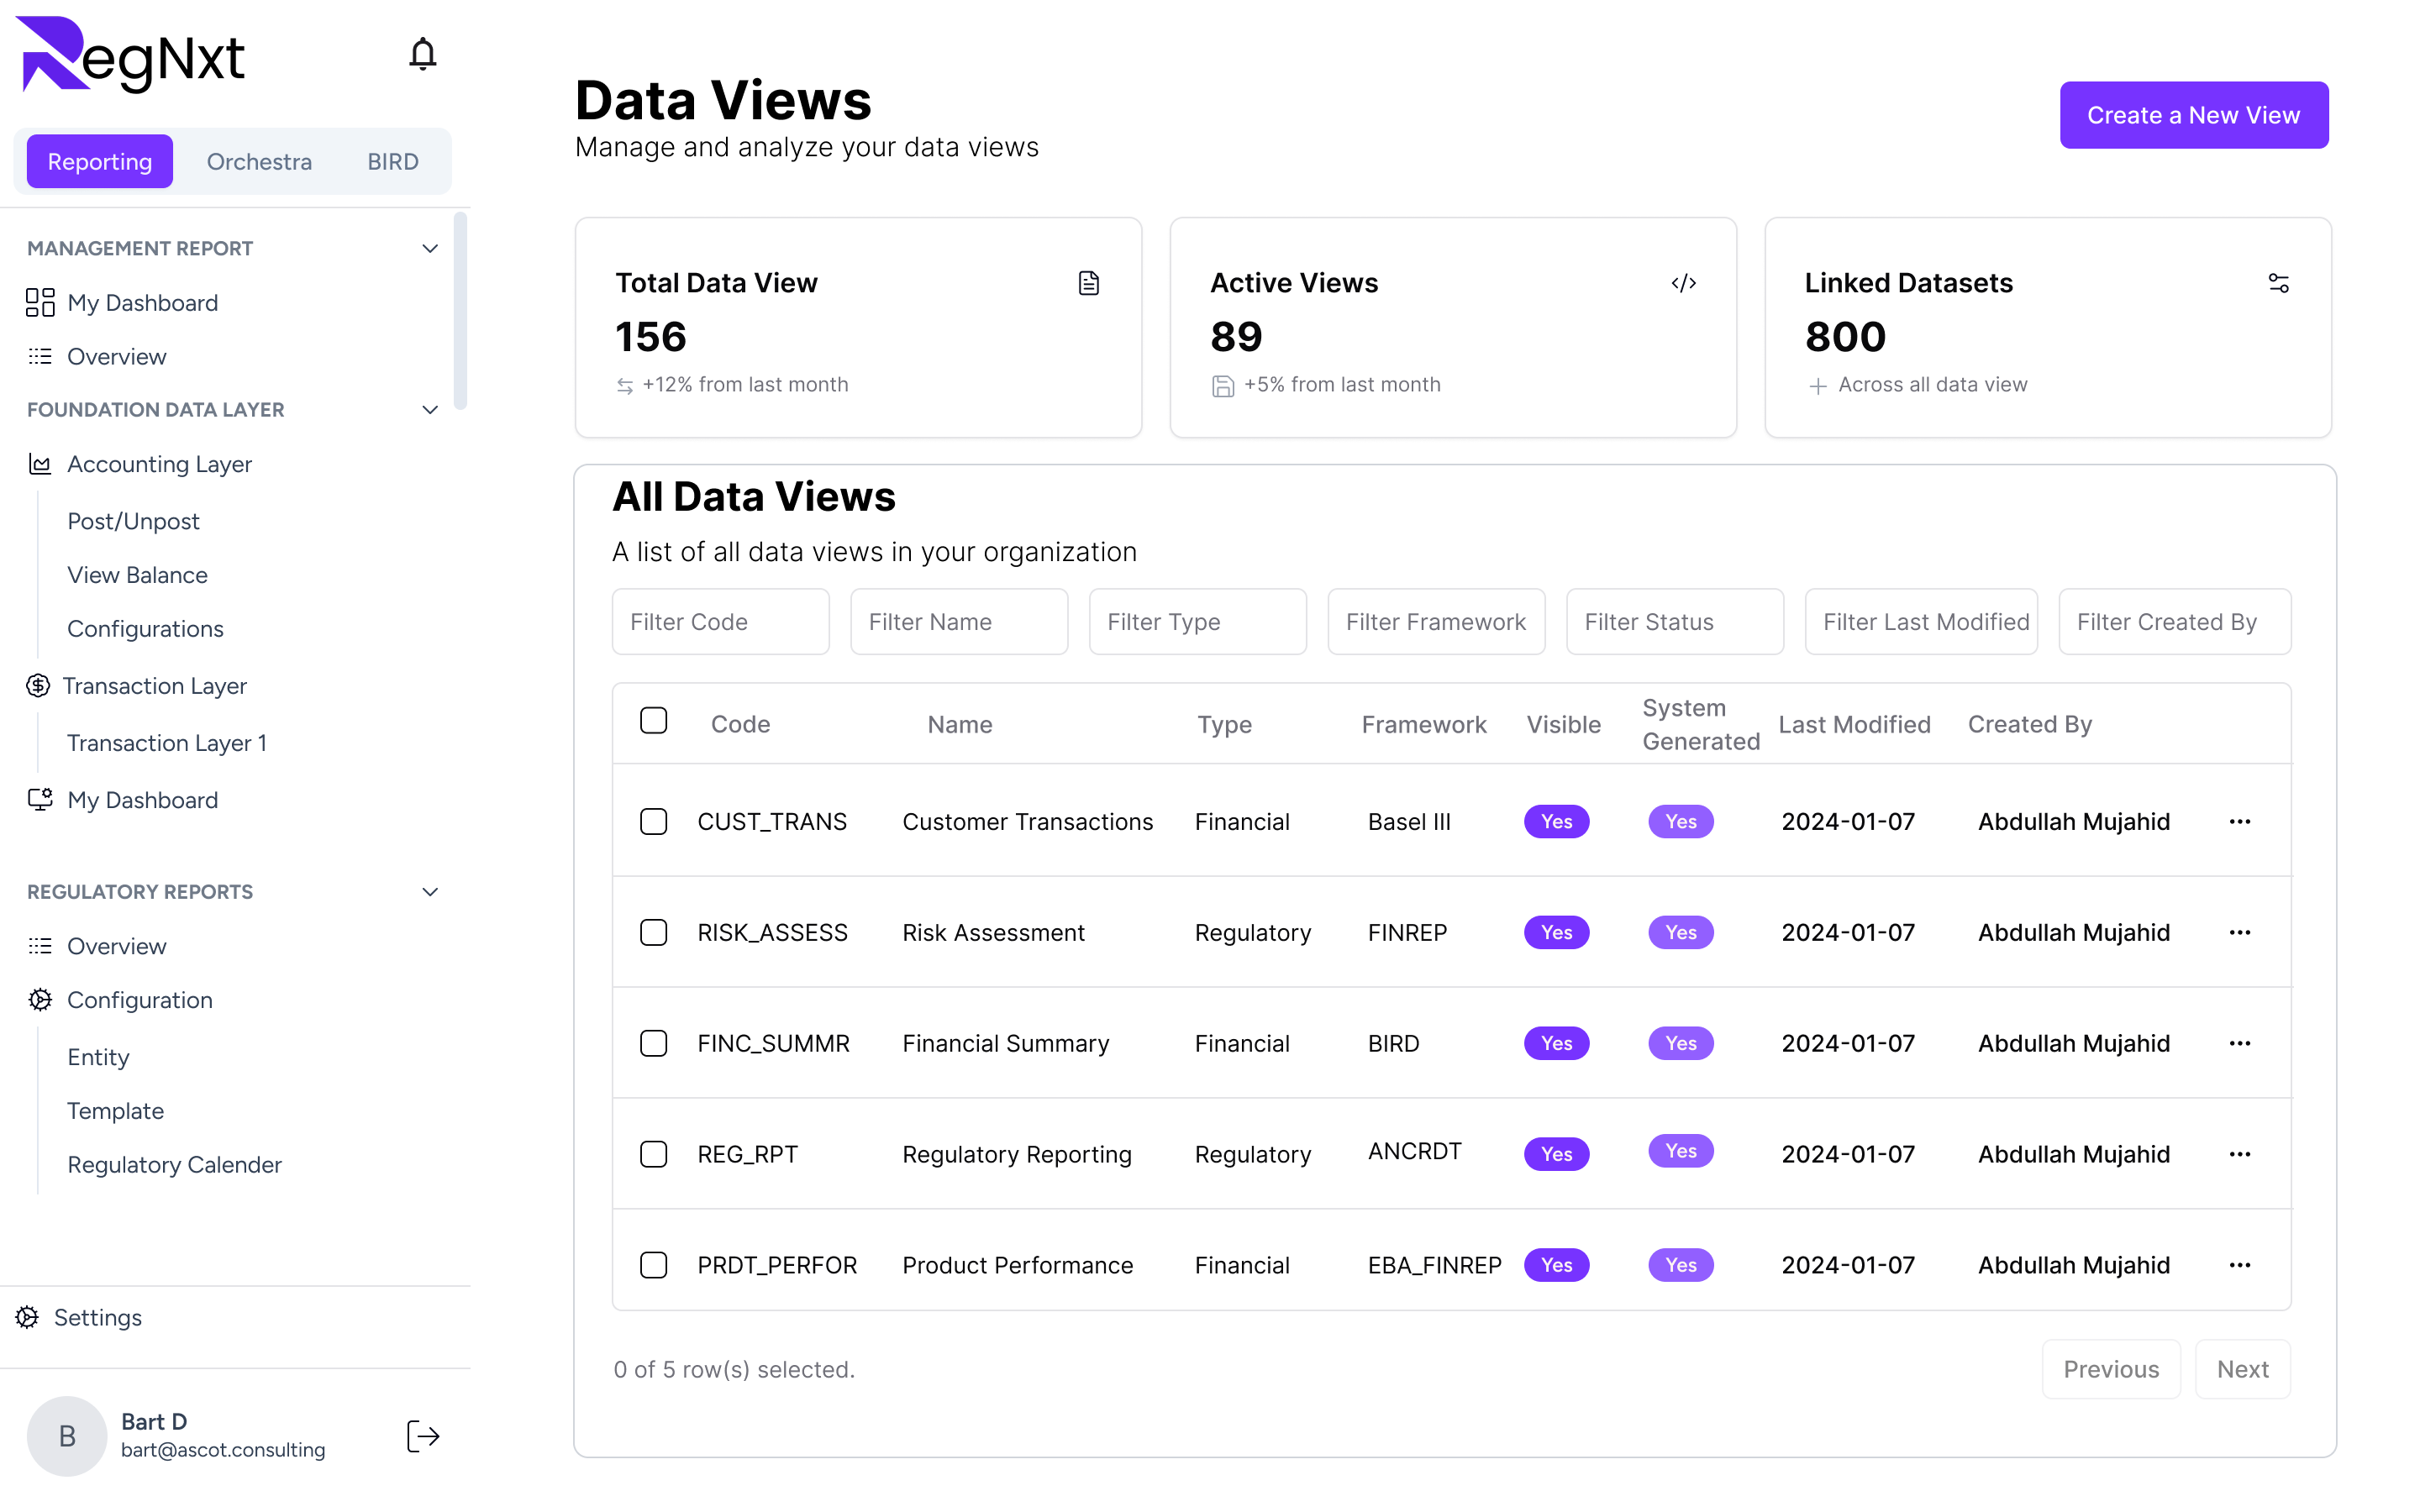 RegNxt
Reporting Orchestra BIRD
MANAGEMENT REPORT
My Dashboard
Overview
FOUNDATION DATA LAYER
Accounting Layer
Post/Unpost
View Balance
Configurations
Transaction Layer
Transaction Layer 1
My Dashboard
REGULATORY REPORTS
Overview
Configuration
Entity
Template
Regulatory Calender
Settings
B
Bart D
bart@ascot.consulting
Data Views
Manage and analyze your data views
Create a New View
Total Data View
156
+12% from last month
Active Views
89
+5% from last month
Linked Datasets
800
Across all data view
All Data Views
A list of all data views in your organization
Filter Code Filter Name Filter Type Filter Framework Filter Status Filter Last Modified Filter Created By
Code Name Type Framework Visible System Generated Last Modified Created By
CUST_TRANS Customer Transactions Financial Basel III Yes Yes 2024-01-07 Abdullah Mujahid
RISK_ASSESS Risk Assessment Regulatory FINREP Yes Yes 2024-01-07 Abdullah Mujahid
FINC_SUMMR Financial Summary Financial BIRD Yes Yes 2024-01-07 Abdullah Mujahid
REG_RPT Regulatory Reporting Regulatory ANCRDT Yes Yes 2024-01-07 Abdullah Mujahid
PRDT_PERFOR Product Performance Financial EBA_FINREP Yes Yes 2024-01-07 Abdullah Mujahid
0 of 5 row(s) selected.
Previous Next